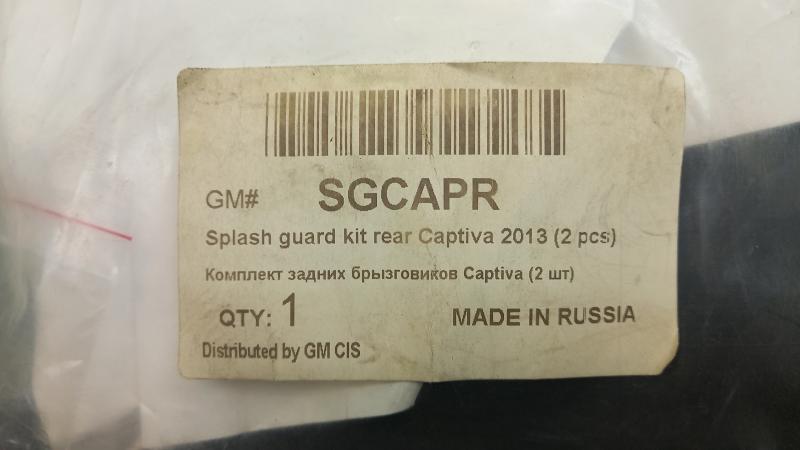 GM# SGCAPR
Splash guard kit rear Captiva 2013 (2 pcs)
Комплект задних брызговиков Captiva (2 шт)
QTY: 1 MADE IN RUSSIA
Distributed by GM CIS